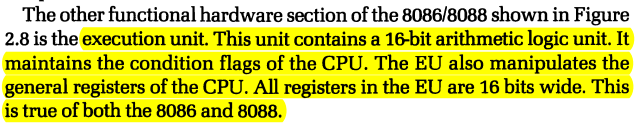 The other functional hardware section of the 8086/8088 shown in Figure
2.8 is the execution unit. This unit contains a 16-bit arithmetic logic unit. It
maintains the condition flags of the CPU. The EU also manipulates the
general registers of the CPU. All registers in the EU are 16 bits wide. This
is true of both the 8086 and 8088.